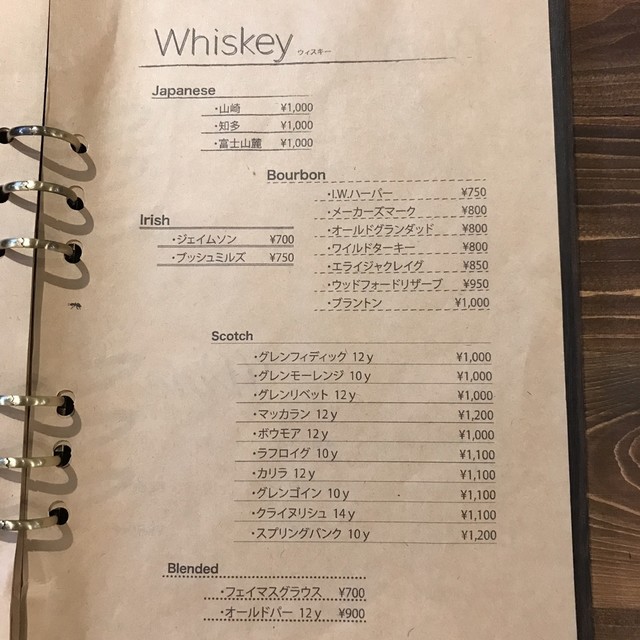 Whiskey ウィスキー
Japanese
・山崎 ¥1,000
・知多 ¥1,000
・富士山麓 ¥1,000
Bourbon
・I.W.ハーパー ¥750
・メーカーズマーク ¥800
・オールドグランダッド ¥800
・ワイルドターキー ¥800
・エライジャクレイグ ¥850
・ウッドフォードリザーブ ¥950
・ブラントン ¥1,000
Irish
・ジェイムソン ¥700
・ブッシュミルズ ¥750
Scotch
・グレンフィディック 12y ¥1,000
・グレンモーレンジ 10y ¥1,000
・グレンリベット 12y ¥1,000
・マッカラン 12y ¥1,200
・ボウモア 12y ¥1,000
・ラフロイグ 10y ¥1,100
・カリラ 12y ¥1,100
・グレンゴイン 10y ¥1,100
・クライヌリシュ 14y ¥1,100
・スプリングバンク 10y ¥1,200
Blended
・フェイマスグラウス ¥700
・オールドパー 12y ¥900